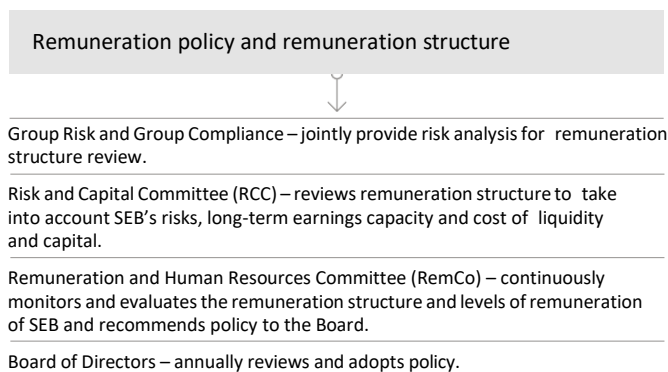 Remuneration policy and remuneration structure
Group Risk and Group Compliance – jointly provide risk analysis for remuneration
structure review.
Risk and Capital Committee (RCC) – reviews remuneration structure to take
into account SEB’s risks, long-term earnings capacity and cost of liquidity
and capital.
Remuneration and Human Resources Committee (RemCo) – continuously
monitors and evaluates the remuneration structure and levels of remuneration
of SEB and recommends policy to the Board.
Board of Directors – annually reviews and adopts policy.